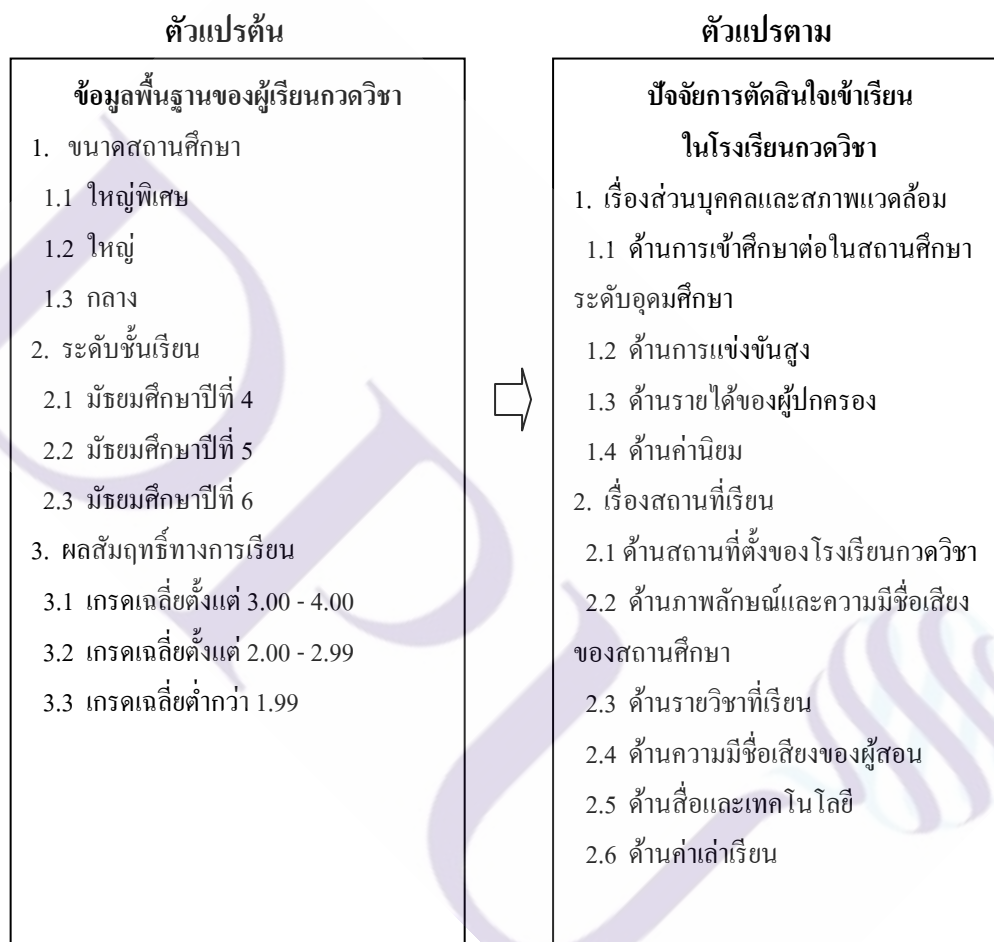 ตัวแปรต้น
ข้อมูลพื้นฐานของผู้เรียนกวดวิชา
1. ขนาดสถานศึกษา
1.1 ใหญ่พิเศษ
1.2 ใหญ่
1.3 กลาง
2. ระดับชั้นเรียน
2.1 มัธยมศึกษาปีที่ 4
2.2 มัธยมศึกษาปีที่ 5
2.3 มัธยมศึกษาปีที่ 6
3. ผลสัมฤทธิ์ทางการเรียน
3.1 เกรดเฉลี่ยตั้งแต่ 3.00 - 4.00
3.2 เกรดเฉลี่ยตั้งแต่ 2.00 - 2.99
3.3 เกรดเฉลี่ยต่ำกว่า 1.99
ตัวแปรตาม
ปัจจัยการตัดสินใจเข้าเรียน
ในโรงเรียนกวดวิชา
1. เรื่องส่วนบุคคลและสภาพแวดล้อม
1.1 ด้านการเข้าศึกษาต่อในสถานศึกษา
ระดับอุดมศึกษา
1.2 ด้านการแข่งขันสูง
1.3 ด้านรายได้ของผู้ปกครอง
1.4 ด้านค่านิยม
2. เรื่องสถานที่เรียน
2.1 ด้านสถานที่ตั้งของโรงเรียนกวดวิชา
2.2 ด้านภาพลักษณ์และความมีชื่อเสียง
ของสถานศึกษา
2.3 ด้านรายวิชาที่เรียน
2.4 ด้านความมีชื่อเสียงของผู้สอน
2.5 ด้านสื่อและเทคโนโลยี
2.6 ด้านค่าเล่าเรียน
DPU